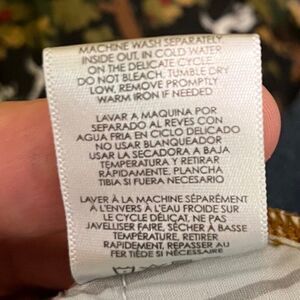 MACHINE WASH SEPARATELY
INSIDE OUT, IN COLD WATER
ON THE DELICATE CYCLE.
DO NOT BLEACH. TUMBLE DRY
LOW, REMOVE PROMPTLY
WARM IRON IF NEEDED
LAVAR A MAQUINA POR
SEPARADO AL REVES CON
AGUA FRIA EN CICLO DELICADO
NO USAR BLANQUEADOR
USAR LA SECADORA A BAJA
TEMPERATURA Y RETIRAR
RÁPIDAMENTE, PLANCHA
TIBIA SI FUERA NECESARIO
LAVER À LA MACHINE SÉPARÉMENT
À L'ENVERS À L'EAU FROIDE SUR
LE CYCLE DÉLICAT, NE PAS
JAVELLISER FAIRE, SÉCHER À BASSE
TEMPÉRATURE, RETIRER
RAPIDEMENT, REPASSER AU
FER TIÈDE SI NÉCESSAIRE